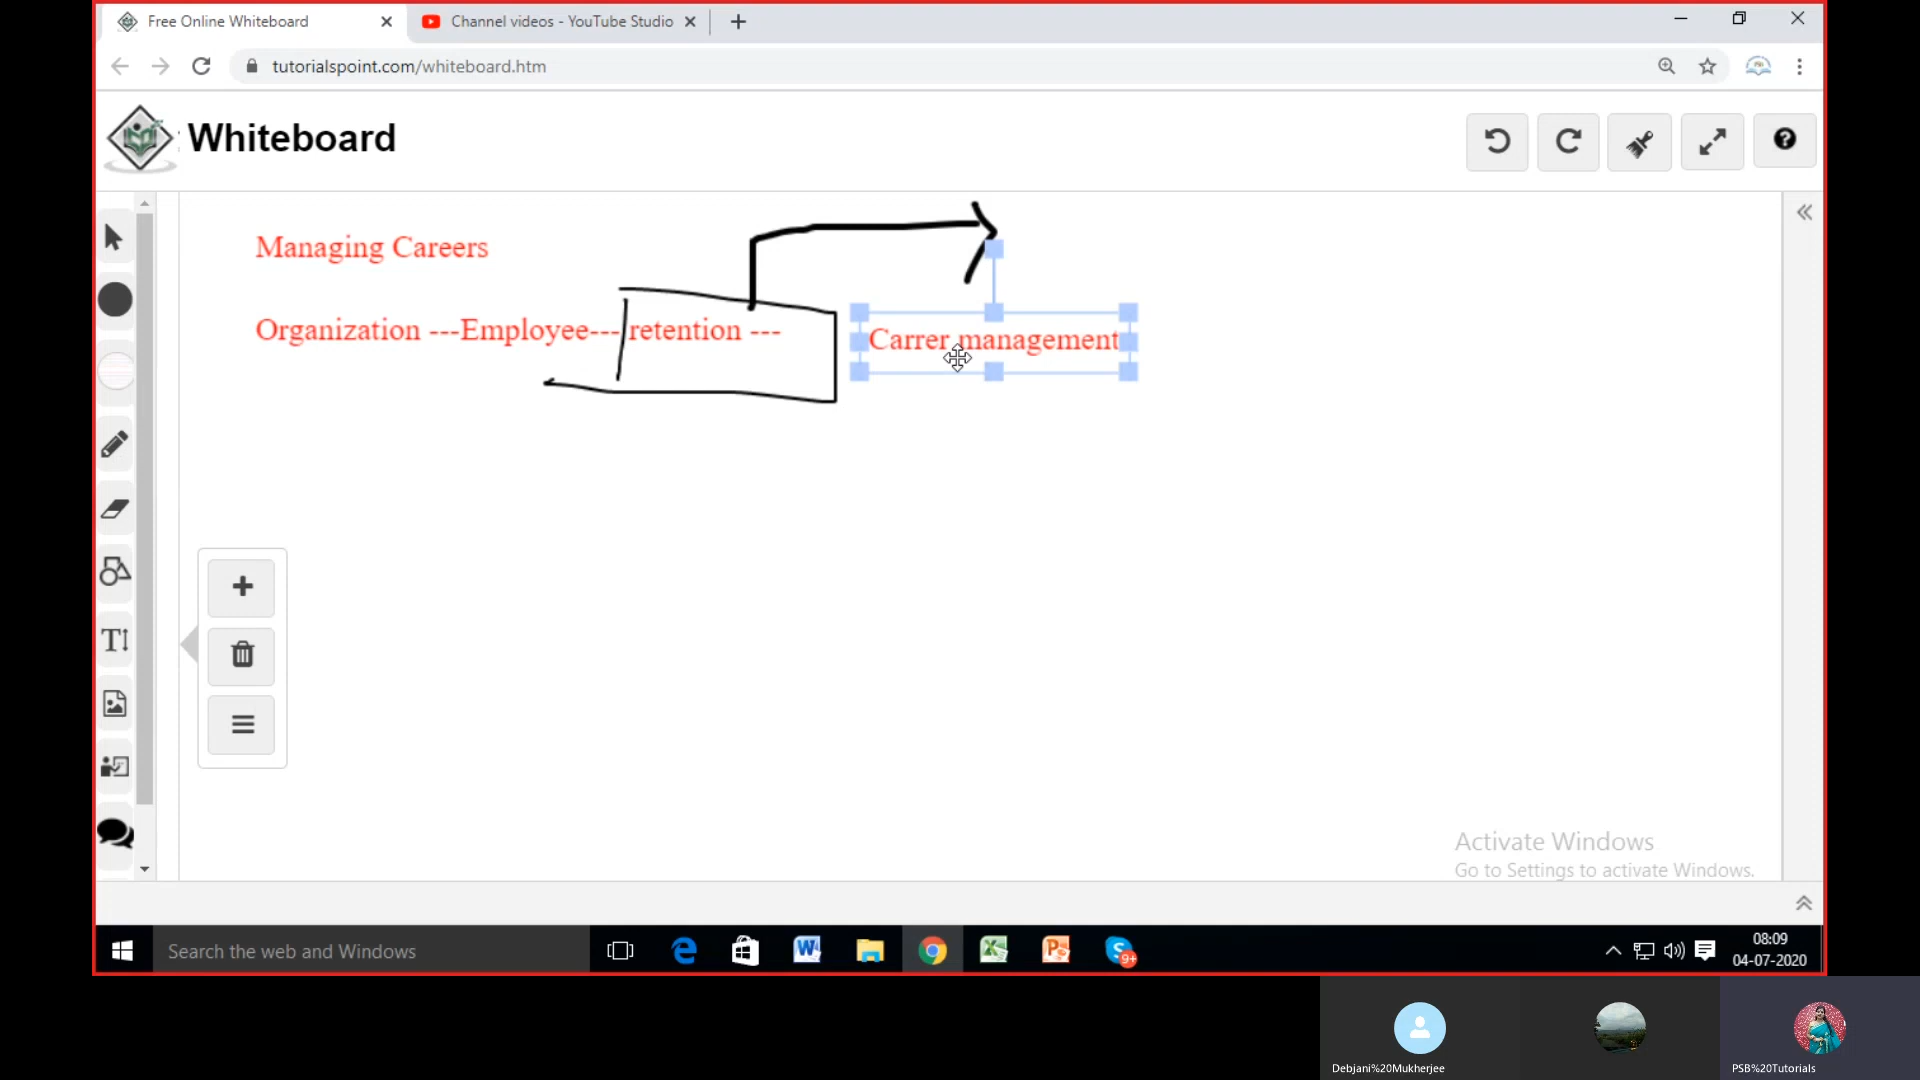 Free Online Whiteboard
Channel videos - YouTube Studio
tutorialspoint.com/whiteboard.htm
Whiteboard
Managing Careers
Organization ---Employee--- retention ---
Carrer management
Activate Windows
Go to Settings to activate Windows.
Search the web and Windows
9+
08:09
04-07-2020
Debjani%20Mukherjee
PSB%20Tutorials